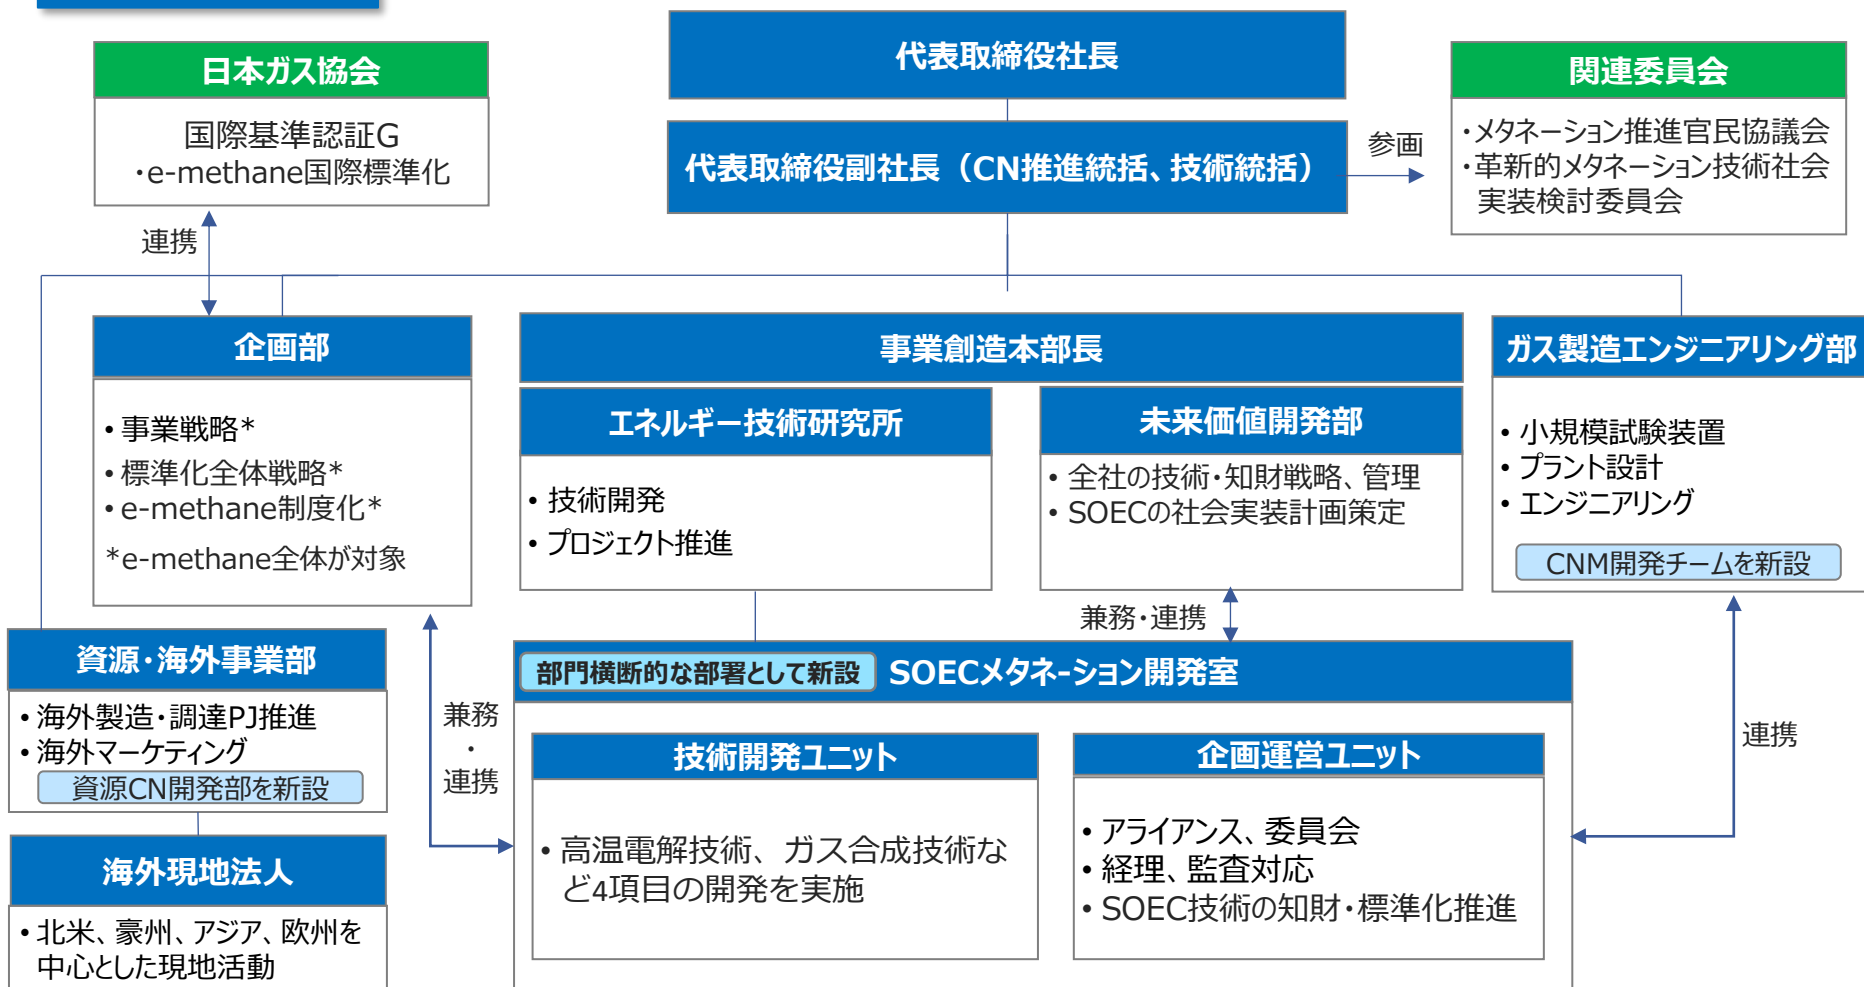 代表取締役社長
日本ガス協会
国際基準認証G
・e-methane国際標準化
関連委員会
・メタネーション推進官民協議会
・革新的メタネーション技術社会
実装検討委員会
代表取締役副社長（CN推進統括、技術統括）
参画
連携
企画部
• 事業戦略*
• 標準化全体戦略*
• e-methane制度化*
*e-methane全体が対象
事業創造本部長
エネルギー技術研究所
• 技術開発
• プロジェクト推進
未来価値開発部
• 全社の技術・知財戦略、管理
• SOECの社会実装計画策定
ガス製造エンジニアリング部
• 小規模試験装置
• プラント設計
• エンジニアリング
CNM開発チームを新設
兼務・連携
資源・海外事業部
• 海外製造・調達PJ推進
• 海外マーケティング
資源CN開発部を新設
兼務
・
連携
部門横断的な部署として新設
SOECメタネーション開発室
技術開発ユニット
• 高温電解技術、ガス合成技術な
ど4項目の開発を実施
企画運営ユニット
• アライアンス、委員会
• 経理、監査対応
• SOEC技術の知財・標準化推進
連携
海外現地法人
• 北米、豪州、アジア、欧州を
中心とした現地活動